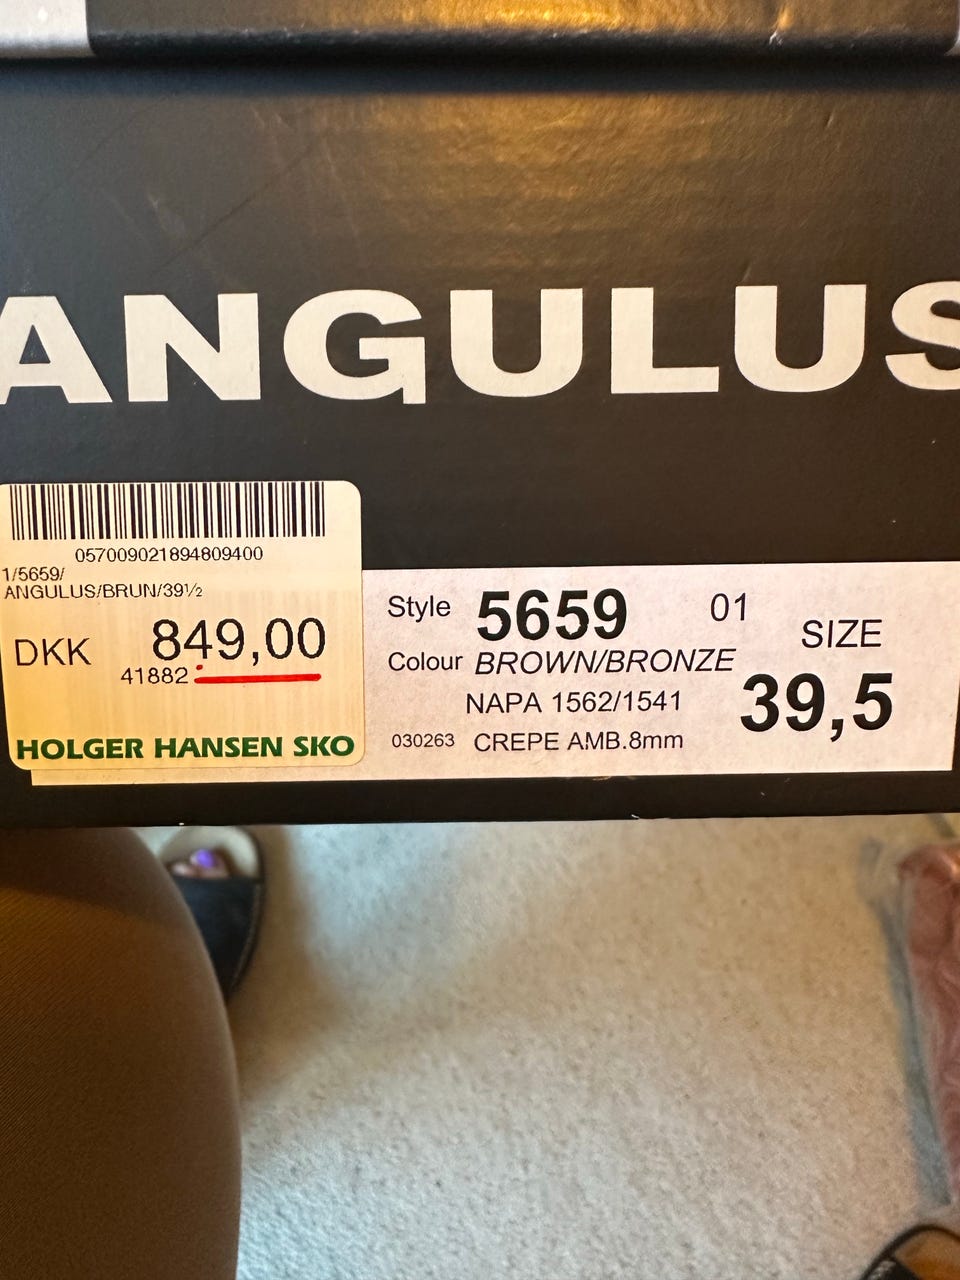 ANGULUS
057009021894809400
1/5659/
ANGULUS/BRUN/39½
DKK 849,00
41882
HOLGER HANSEN SKO
Style 5659 01
SIZE
Colour BROWN/BRONZE
39,5
NAPA 1562/1541
030263 CREPE AMB.8mm